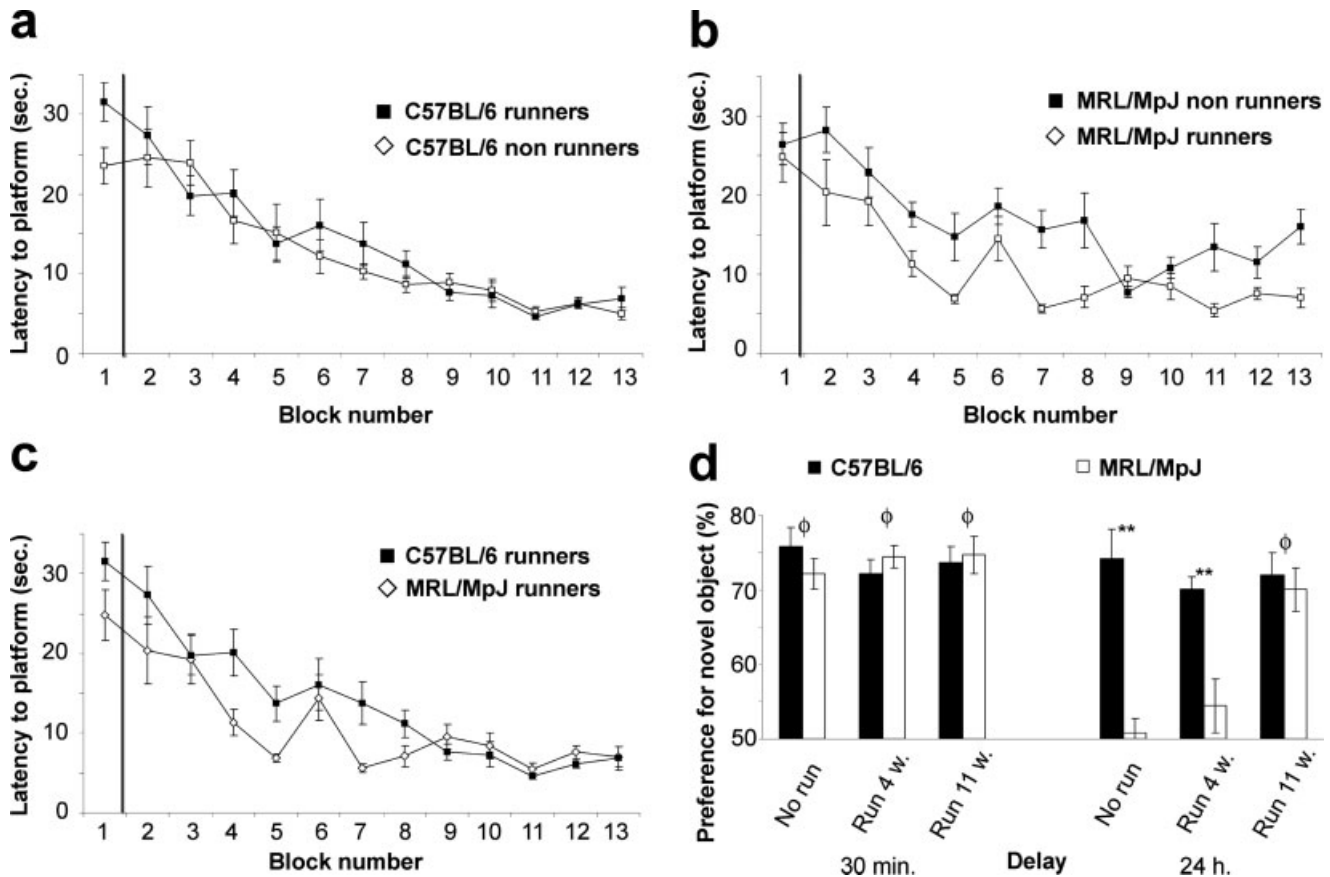 a
Latency to platform (sec.)
30
20
10
0
C57BL/6 runners
C57BL/6 non runners
1 2 3 4 5 6 7 8 9 10 11 12 13
Block number
b
Latency to platform (sec.)
30
20
10
0
MRL/MpJ non runners
MRL/MpJ runners
1 2 3 4 5 6 7 8 9 10 11 12 13
Block number
c
Latency to platform (sec.)
30
20
10
0
C57BL/6 runners
MRL/MpJ runners
1 2 3 4 5 6 7 8 9 10 11 12 13
Block number
d
C57BL/6 MRL/MpJ
Preference for novel object (%)
80
70
60
50
ϕ ϕ ϕ ** ** ϕ
No run Run 4 w. Run 11 w. No run Run 4 w. Run 11 w.
30 min. Delay 24 h.